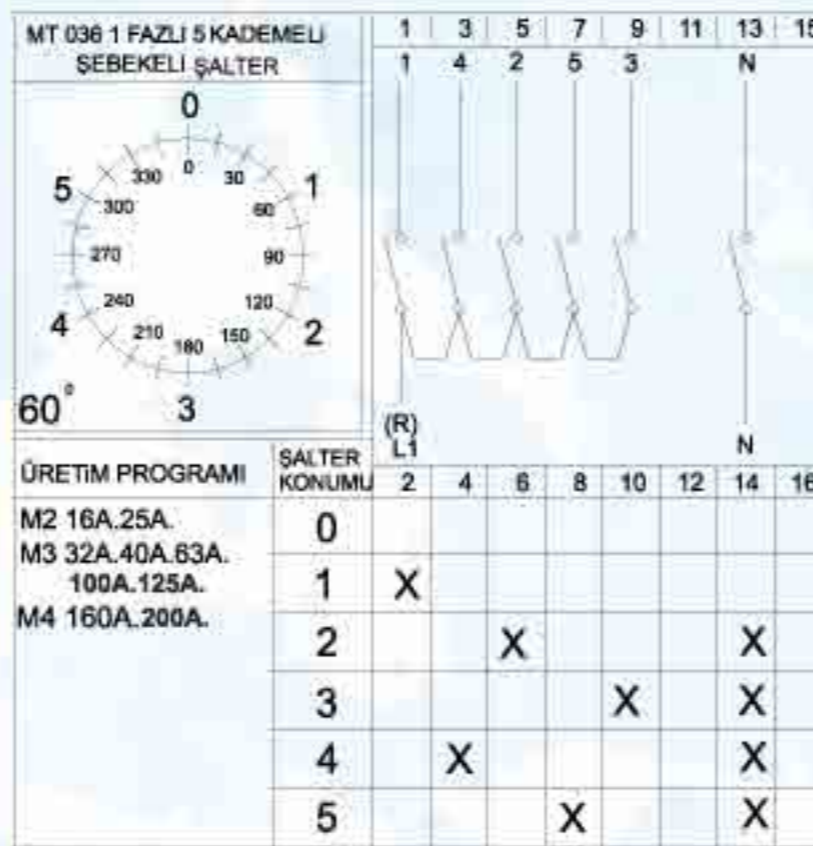 MT 036 1 FAZLI 5 KADEMELİ
ŞEBEKELİ ŞALTER
1 3 5 7 9 11 13 15
1 4 2 5 3 N
0
1
2
3
4
5
0 30 60 90 120 150 180 210 240 270 300 330
60°
(R)
L1 N
ÜRETİM PROGRAMI
ŞALTER
KONUMU
2 4 6 8 10 12 14 16
M2 16A.25A.
M3 32A.40A.63A.
100A.125A.
M4 160A.200A.
0
1 X
2 X X
3 X X
4 X X
5 X X